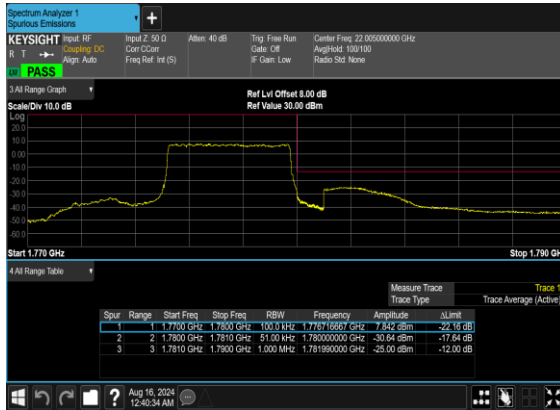 Spectrum Analyzer 1
Spurious Emissions
KEYSIGHT Input: RF Input Z: 50 Ω Atten: 40 dB Trig: Free Run Center Freq: 22.005000000 GHz
R T Coupling: DC Corr CCorr Gate: Off Avg|Hold: 100/100
Align: Auto Freq Ref: Int (S) IF Gain: Low Radio Std: None
PASS
3 All Range Graph
Ref Lvl Offset 8.00 dB
Scale/Div 10.0 dB Ref Value 30.00 dBm
Log
20.0
10.0
0.00
-10.0
-20.0
-30.0
-40.0
-50.0
-60.0
Start 1.770 GHz Stop 1.790 GH
4 All Range Table
Measure Trace Trace 1
Trace Type Trace Average (Active)
Spur Range Start Freq Stop Freq RBW Frequency Amplitude ΔLimit
1 1 1.7700 GHz 1.7800 GHz 100.0 kHz 1.776716667 GHz 7.842 dBm -22.16 dB
2 2 1.7800 GHz 1.7810 GHz 51.00 kHz 1.780000000 GHz -30.64 dBm -17.64 dB
3 3 1.7810 GHz 1.7900 GHz 1.000 MHz 1.781990000 GHz -25.00 dBm -12.00 dB
Aug 16, 2024
12:40:34 AM